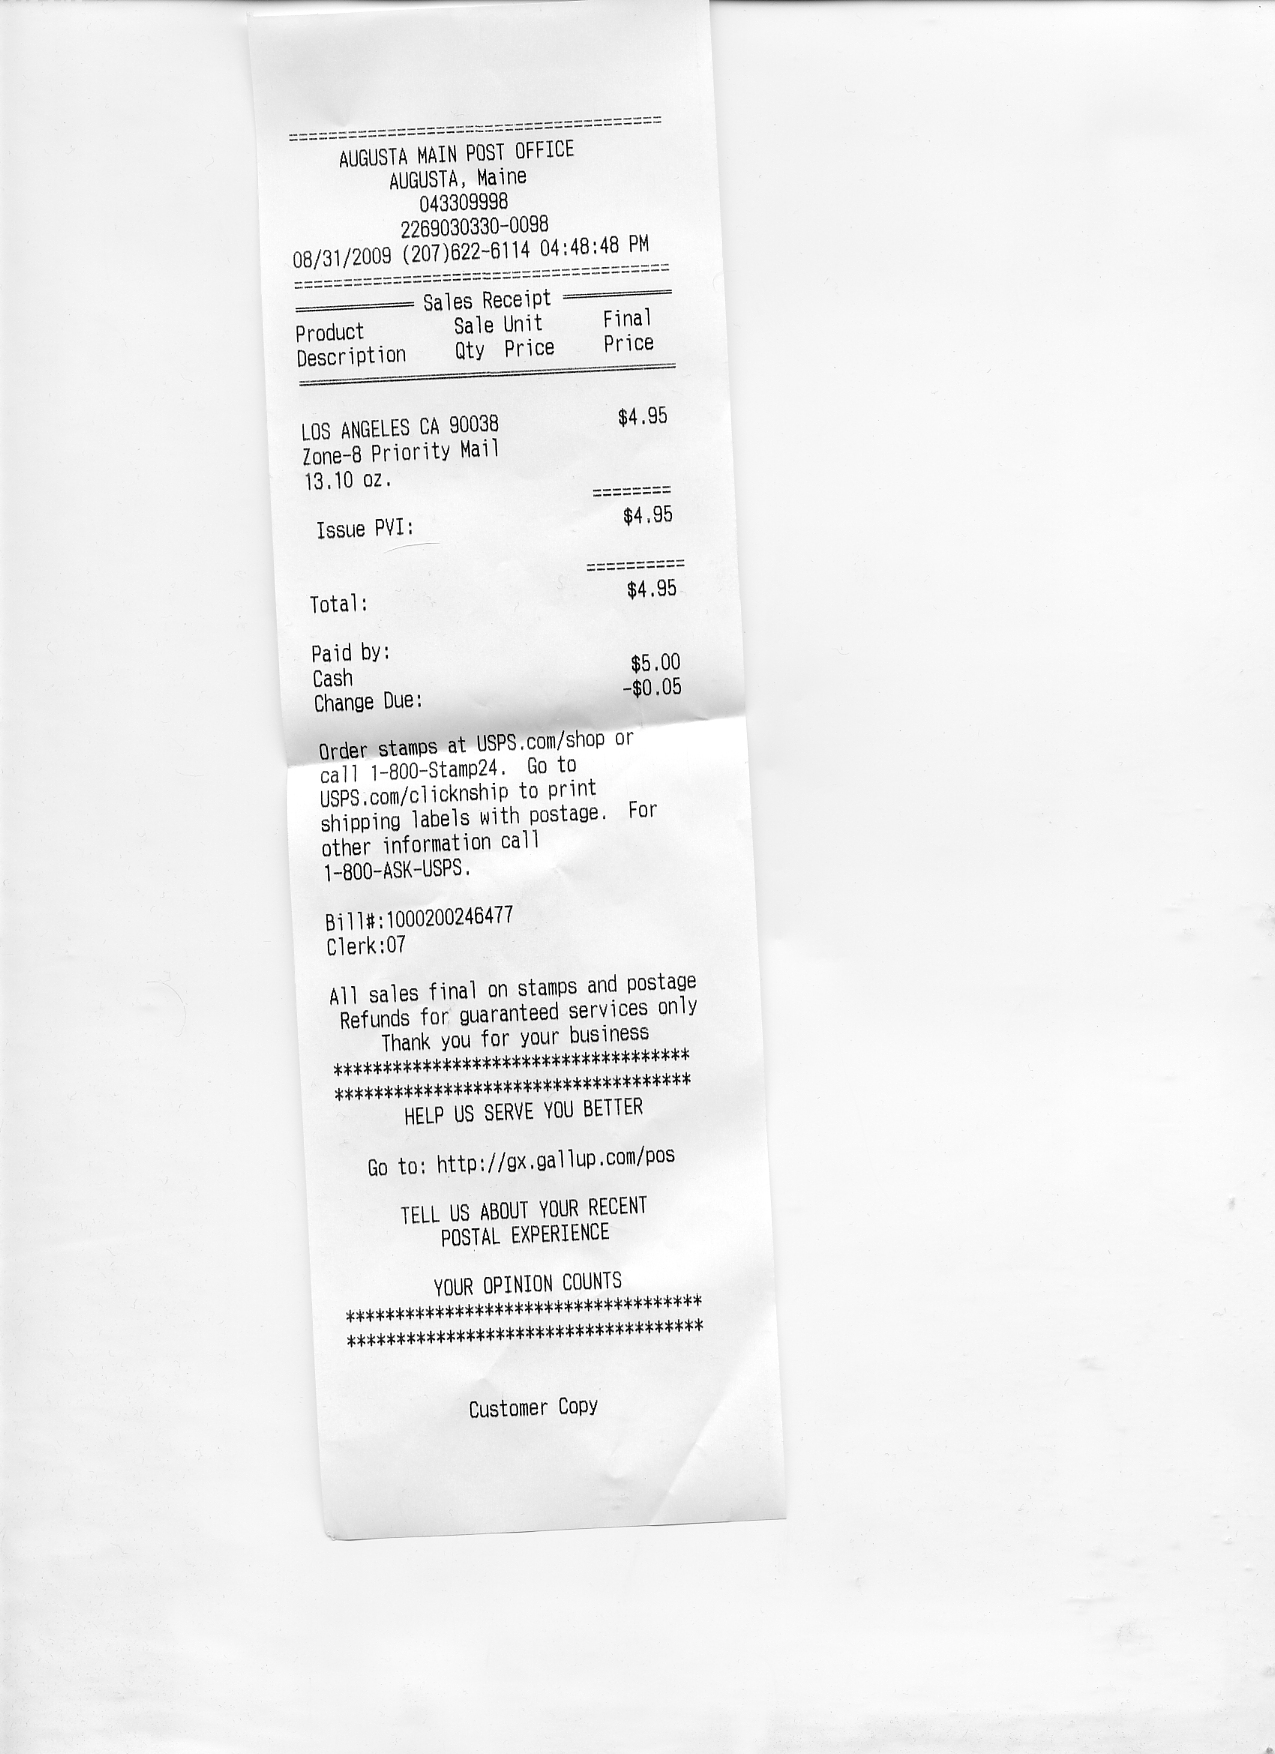 =====================================
AUGUSTA MAIN POST OFFICE
AUGUSTA, Maine
043309998
2269030330-0098
08/31/2009 (207)622-6114 04:48:48 PM
=====================================
Sales Receipt
Product Sale Unit Final
Description Qty Price Price
LOS ANGELES CA 90038 $4.95
Zone-8 Priority Mail
13.10 oz.
========
Issue PVI: $4.95
==========
Total: $4.95
Paid by:
Cash $5.00
Change Due: -$0.05
Order stamps at USPS.com/shop or
call 1-800-Stamp24. Go to
USPS.com/clicknship to print
shipping labels with postage. For
other information call
1-800-ASK-USPS.
Bill#:1000200246477
Clerk:07
All sales final on stamps and postage
Refunds for guaranteed services only
Thank you for your business
************************************
************************************
HELP US SERVE YOU BETTER
Go to: http://gx.gallup.com/pos
TELL US ABOUT YOUR RECENT
POSTAL EXPERIENCE
YOUR OPINION COUNTS
************************************
************************************
Customer Copy